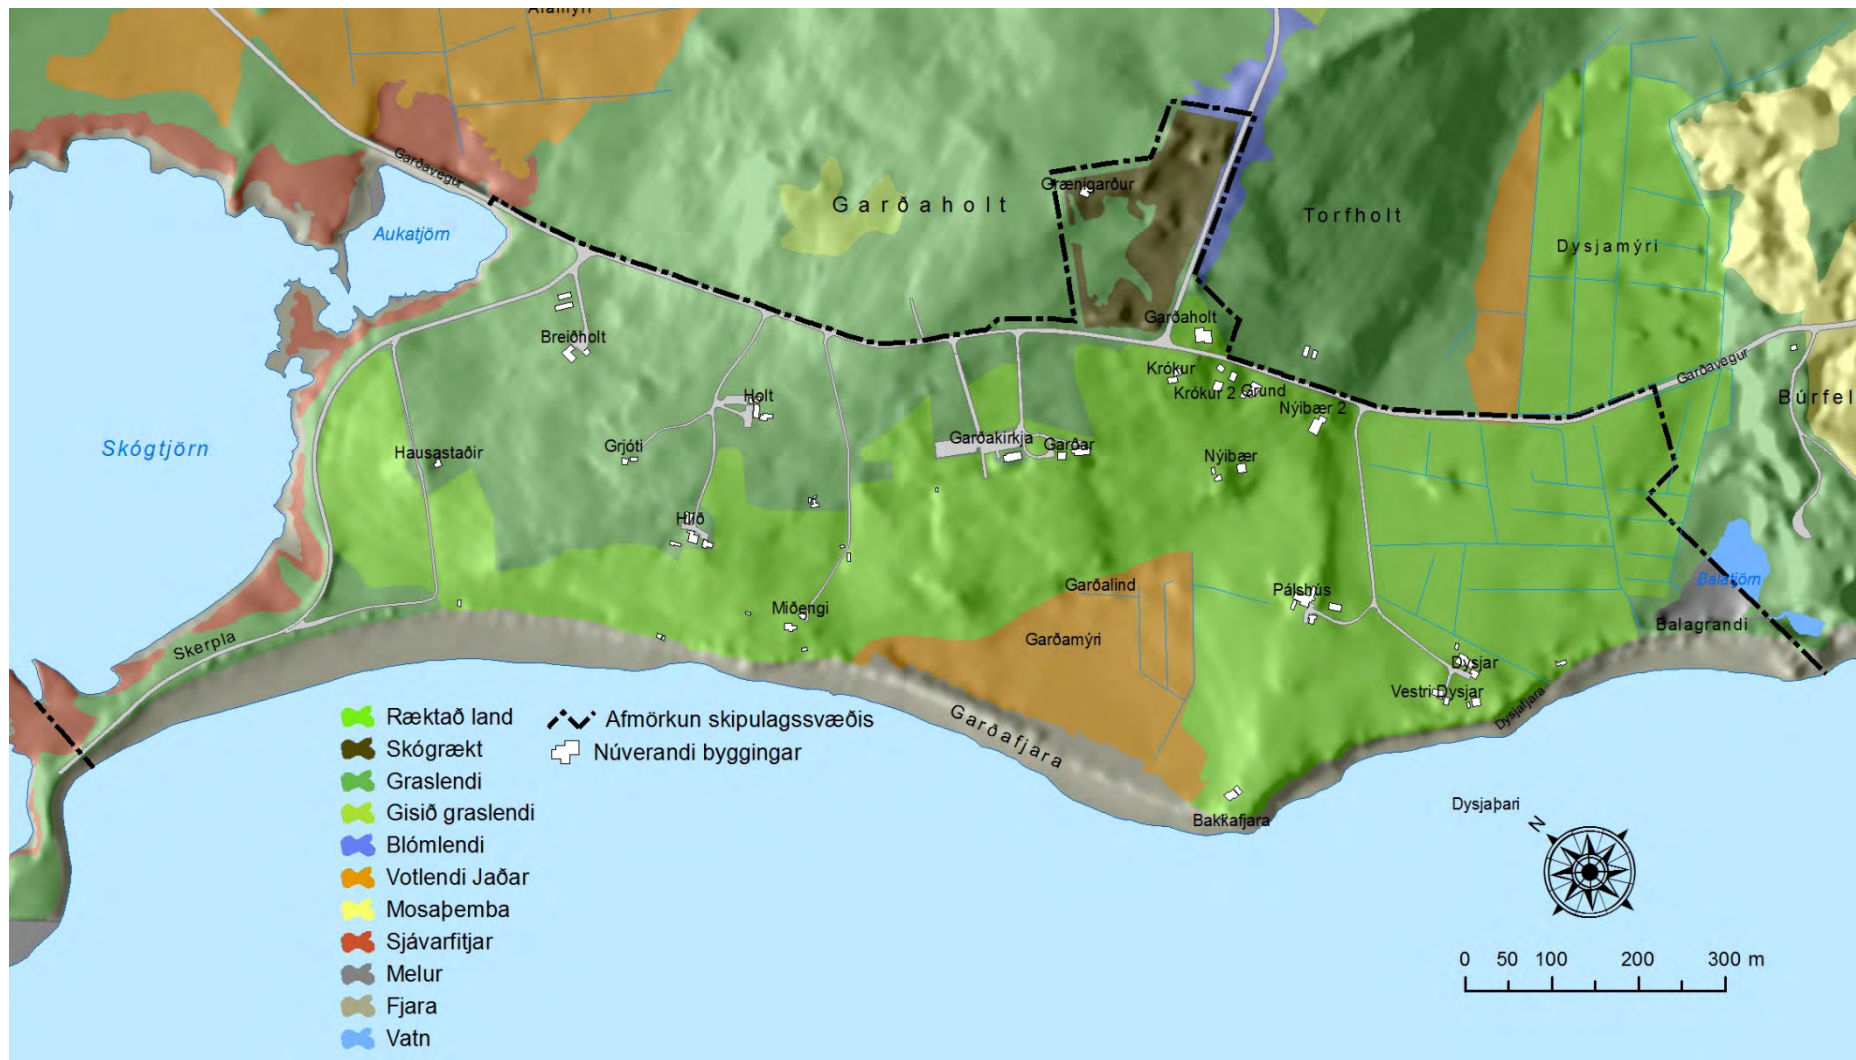 Álamýri
Garðavegur
Aukatjörn
Grænigarður
Garðaholt
Torfholt
Dysjamýri
Garðaholt
Breiðholt
Garðavegur
Krókur
Krókur 2
Grund
Nýibær 2
Holt
Búrfel
Skógtjörn
Hausastaðir
Grjóti
Garðakirkja
Garðar
Nýibær
Hlíð
Garðalind
Pálshús
Balatjörn
Miðengi
Balagrandi
Skerpla
Garðamýri
Dysjar
Vestri Dysjar
Dysjafjara
Garðafjara
Bakkafjara
Dysjaþari
N
Ræktað land
Skógrækt
Graslendi
Gisið graslendi
Blómlendi
Votlendi Jaðar
Mosaþemba
Sjávarfitjar
Melur
Fjara
Vatn
Afmörkun skipulagssvæðis
Núverandi byggingar
0 50 100 200 300 m